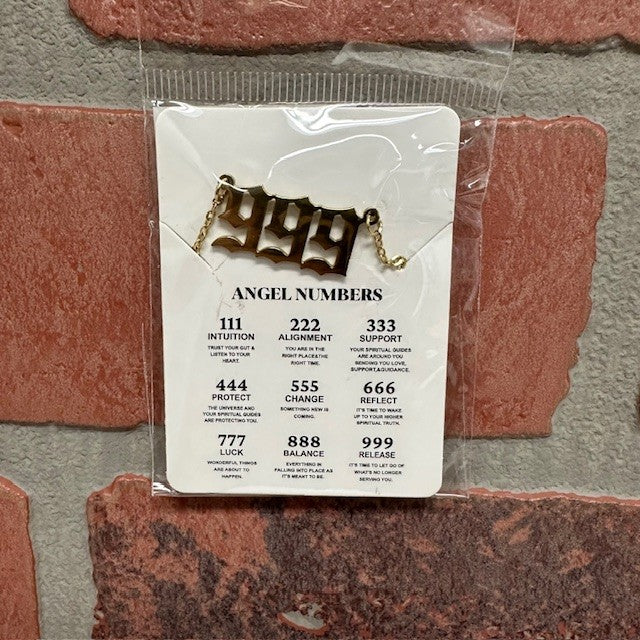 999
ANGEL NUMBERS
111
INTUITION
TRUST YOUR GUT &
LISTEN TO YOUR
HEART.
222
ALIGNMENT
YOU ARE IN THE
RIGHT PLACE&THE
RIGHT TIME.
333
SUPPORT
YOUR SPIRITUAL GUIDES
ARE AROUND YOU
SENDING YOU LOVE,
SUPPORT,&GUIDANCE.
444
PROTECT
THE UNIVERSE AND
YOUR SPIRITUAL GUIDES
ARE PROTECTING YOU.
555
CHANGE
SOMETHING NEW IS
COMING.
666
REFLECT
IT'S TIME TO WAKE
UP TO YOUR HIGHER
SPIRITUAL TRUTH.
777
LUCK
WONDERFUL THINGS
ARE ABOUT TO
HAPPEN.
888
BALANCE
EVERYTHING IN
FALLING INTO PLACE AS
IT'S MEANT TO BE.
999
RELEASE
IT'S TIME TO LET GO OF
WHAT'S NO LONGER
SERVING YOU.